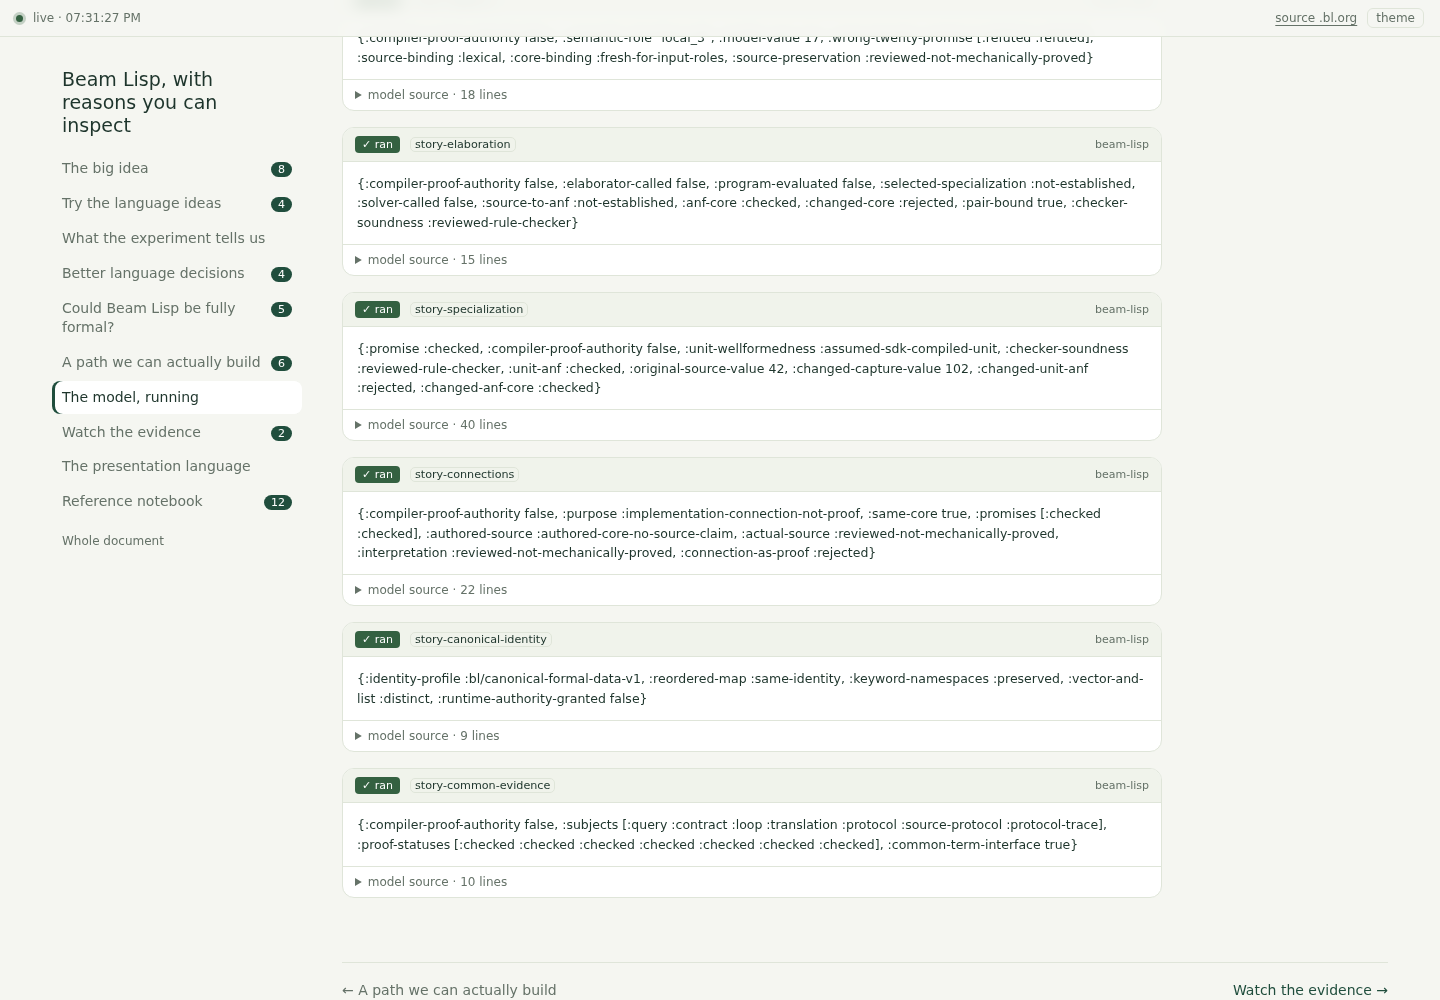 live · 07:31:27 PM
source .bl.org
theme
Beam Lisp, with
reasons you can
inspect
The big idea 8
Try the language ideas 4
What the experiment tells us
Better language decisions 4
Could Beam Lisp be fully
formal? 5
A path we can actually build 6
The model, running
Watch the evidence 2
The presentation language
Reference notebook 12
Whole document
{:compiler-proof-authority false, :semantic-role "local_3", :model-value 17, :wrong-twenty-promise [:refuted :refuted],
:source-binding :lexical, :core-binding :fresh-for-input-roles, :source-preservation :reviewed-not-mechanically-proved}
▶ model source · 18 lines
✓ ran story-elaboration beam-lisp
{:compiler-proof-authority false, :elaborator-called false, :program-evaluated false, :selected-specialization :not-established,
:solver-called false, :source-to-anf :not-established, :anf-core :checked, :changed-core :rejected, :pair-bound true, :checker-
soundness :reviewed-rule-checker}
▶ model source · 15 lines
✓ ran story-specialization beam-lisp
{:promise :checked, :compiler-proof-authority false, :unit-wellformedness :assumed-sdk-compiled-unit, :checker-soundness
:reviewed-rule-checker, :unit-anf :checked, :original-source-value 42, :changed-capture-value 102, :changed-unit-anf
:rejected, :changed-anf-core :checked}
▶ model source · 40 lines
✓ ran story-connections beam-lisp
{:compiler-proof-authority false, :purpose :implementation-connection-not-proof, :same-core true, :promises [:checked
:checked], :authored-source :authored-core-no-source-claim, :actual-source :reviewed-not-mechanically-proved,
:interpretation :reviewed-not-mechanically-proved, :connection-as-proof :rejected}
▶ model source · 22 lines
✓ ran story-canonical-identity beam-lisp
{:identity-profile :bl/canonical-formal-data-v1, :reordered-map :same-identity, :keyword-namespaces :preserved, :vector-and-
list :distinct, :runtime-authority-granted false}
▶ model source · 9 lines
✓ ran story-common-evidence beam-lisp
{:compiler-proof-authority false, :subjects [:query :contract :loop :translation :protocol :source-protocol :protocol-trace],
:proof-statuses [:checked :checked :checked :checked :checked :checked :checked], :common-term-interface true}
▶ model source · 10 lines
← A path we can actually build
Watch the evidence →